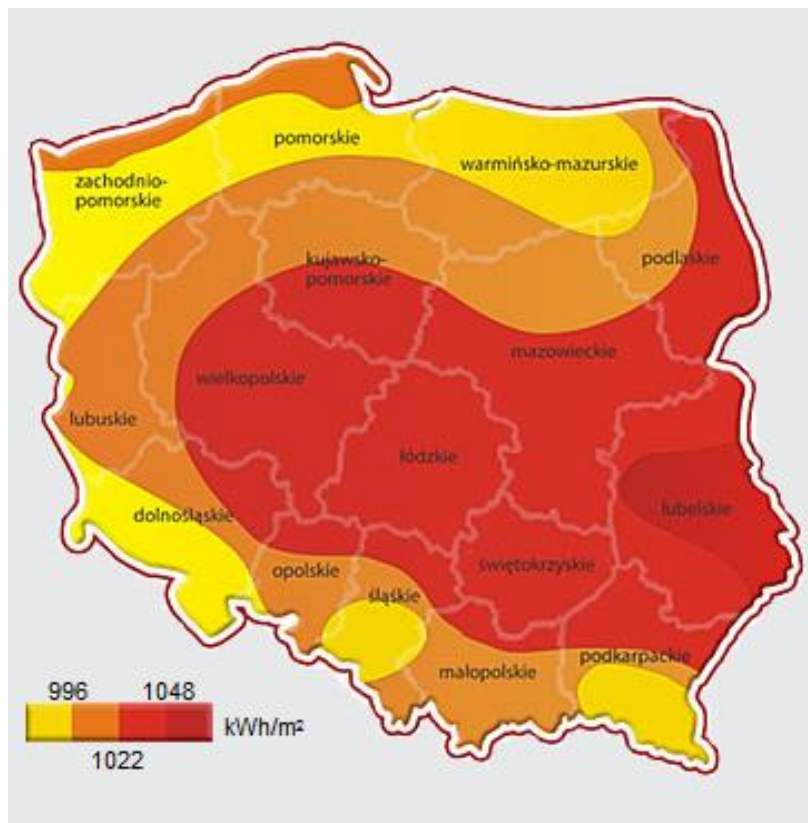 pomorskie
warmińsko-mazurskie
zachodnio-
pomorskie
kujawsko-
pomorskie
podlaskie
mazowieckie
wielkopolskie
lubuskie
łódzkie
lubelskie
dolnośląskie
świętokrzyskie
opolskie
śląskie
podkarpackie
małopolskie
996 1048
kWh/m²
1022